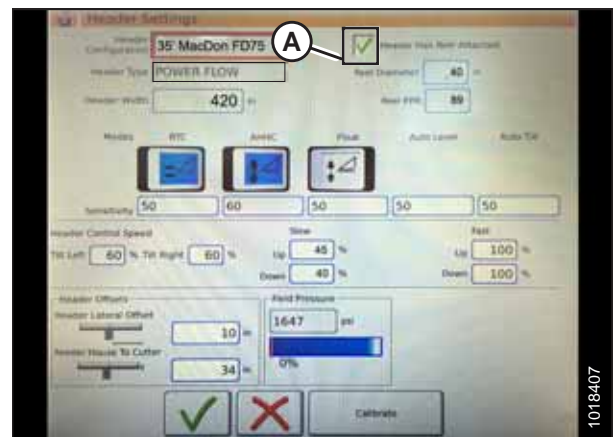 Header Settings
Header Configuration 35' MacDon FD75 A Header Has Reel Attached
Header Type POWER FLOW Reel Diameter 40 in
Header Width 420 in Reel PPR 89
Modes RTC AHHC Float Auto Level Auto Tilt
Sensitivity 50 60 50 50 50
Header Control Speed Slow Fast
Tilt Left 60 % Tilt Right 60 % Up 45 % Up 100 %
Down 40 % Down 100 %
Header Offsets Field Pressure
Header Lateral Offset 10 in 1647 psi
Feeder House To Cutter 34 in 0%
Calibrate
1018407